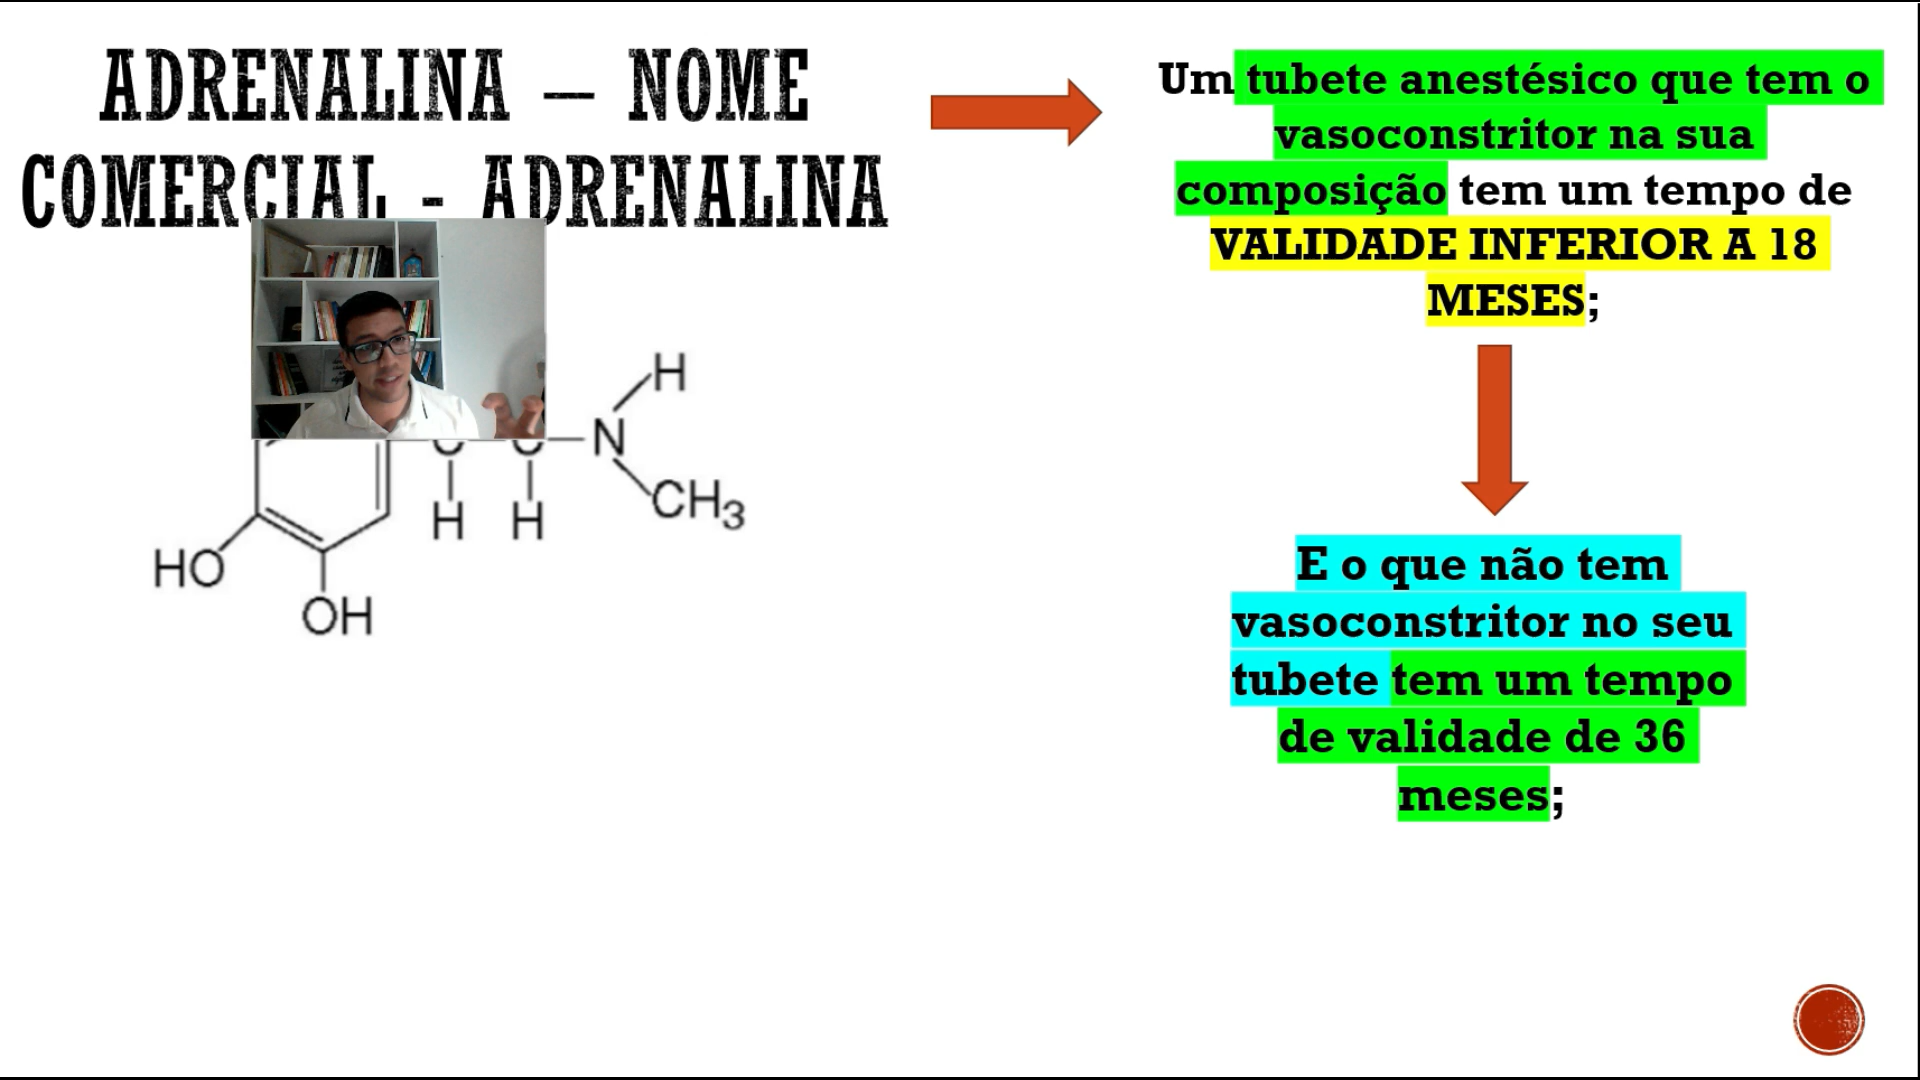 ADRENALINA – NOME
COMERCIAL - ADRENALINA
Um tubete anestésico que tem o
vasoconstritor na sua
composição tem um tempo de
VALIDADE INFERIOR A 18
MESES;
H
N
CH3
H H
HO
OH
E o que não tem
vasoconstritor no seu
tubete tem um tempo
de validade de 36
meses;